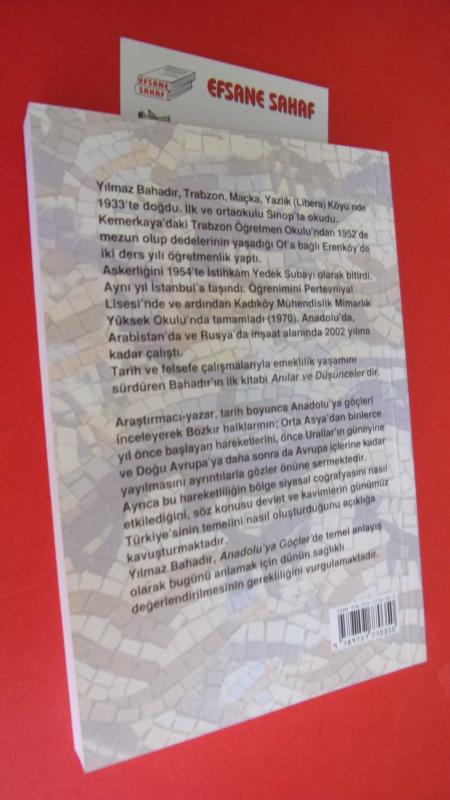 EFSANE
SAHAF
EFSANE SAHAF
Yılmaz Bahadır, Trabzon, Maçka, Yazlık (Libera) Köyü'nde
1933'te doğdu. İlk ve ortaokulu Sinop'ta okudu.
Kemerkaya'daki Trabzon Öğretmen Okulu'ndan 1952'de
mezun olup dedelerinin yaşadığı Of'a bağlı Erenköy'de
iki ders yılı öğretmenlik yaptı.
Askerliğini 1954'te İstihkâm Yedek Subayı olarak bitirdi.
Aynı yıl İstanbul'a taşındı. Öğrenimini Pertevniyal
Lisesi'nde ve ardından Kadıköy Mühendislik Mimarlık
Yüksek Okulu'nda tamamladı (1970). Anadolu'da,
Arabistan'da ve Rusya'da inşaat alanında 2002 yılına
kadar çalıştı.
Tarih ve felsefe çalışmalarıyla emeklilik yaşamını
sürdüren Bahadır'ın ilk kitabı Anılar ve Düşünceler'dir.
Araştırmacı-yazar, tarih boyunca Anadolu'ya göçleri
inceleyerek Bozkır halklarının; Orta Asya'dan binlerce
yıl önce başlayan hareketlerini, önce Uralların güneyine
ve Doğu Avrupa'ya daha sonra da Avrupa içlerine kadar
yayılmasını ayrıntılarla gözler önüne sermektedir.
Ayrıca bu hareketliliğin bölge siyasal coğrafyasını nasıl
etkilediğini, söz konusu devlet ve kavimlerin günümüz
Türkiye'sinin temelini nasıl oluşturduğunu açıklığa
kavuşturmaktadır.
Yılmaz Bahadır, Anadolu'ya Göçler'de temel anlayış
olarak bugünü anlamak için dünün sağlıklı
değerlendirilmesinin gerekliliğini vurgulamaktadır.
9 789757 770350